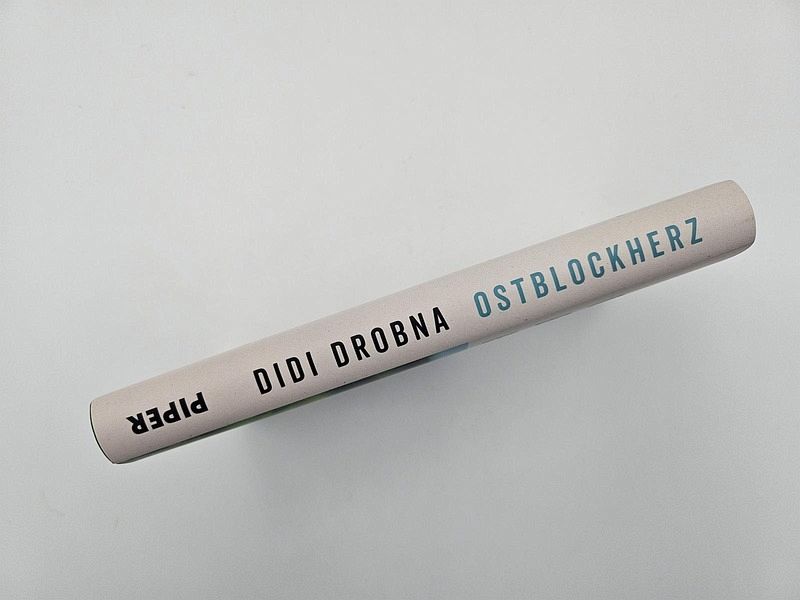 PIPER
DIDI DROBNA
OSTBLOCKHERZ